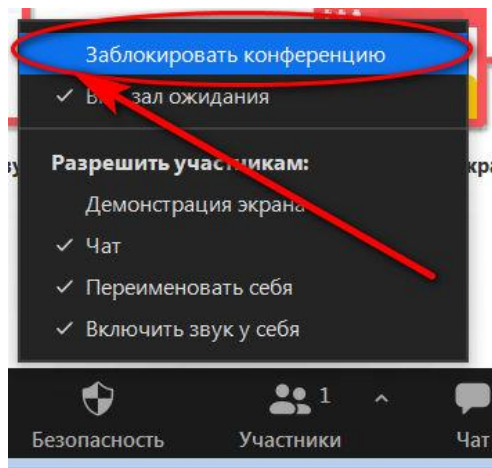 Заблокировать конференцию
зал ожидания
Разрешить участникам:
Демонстрация экрана
Чат
Переименовать себя
Включить звук у себя
1
Безопасность
Участники
Чат